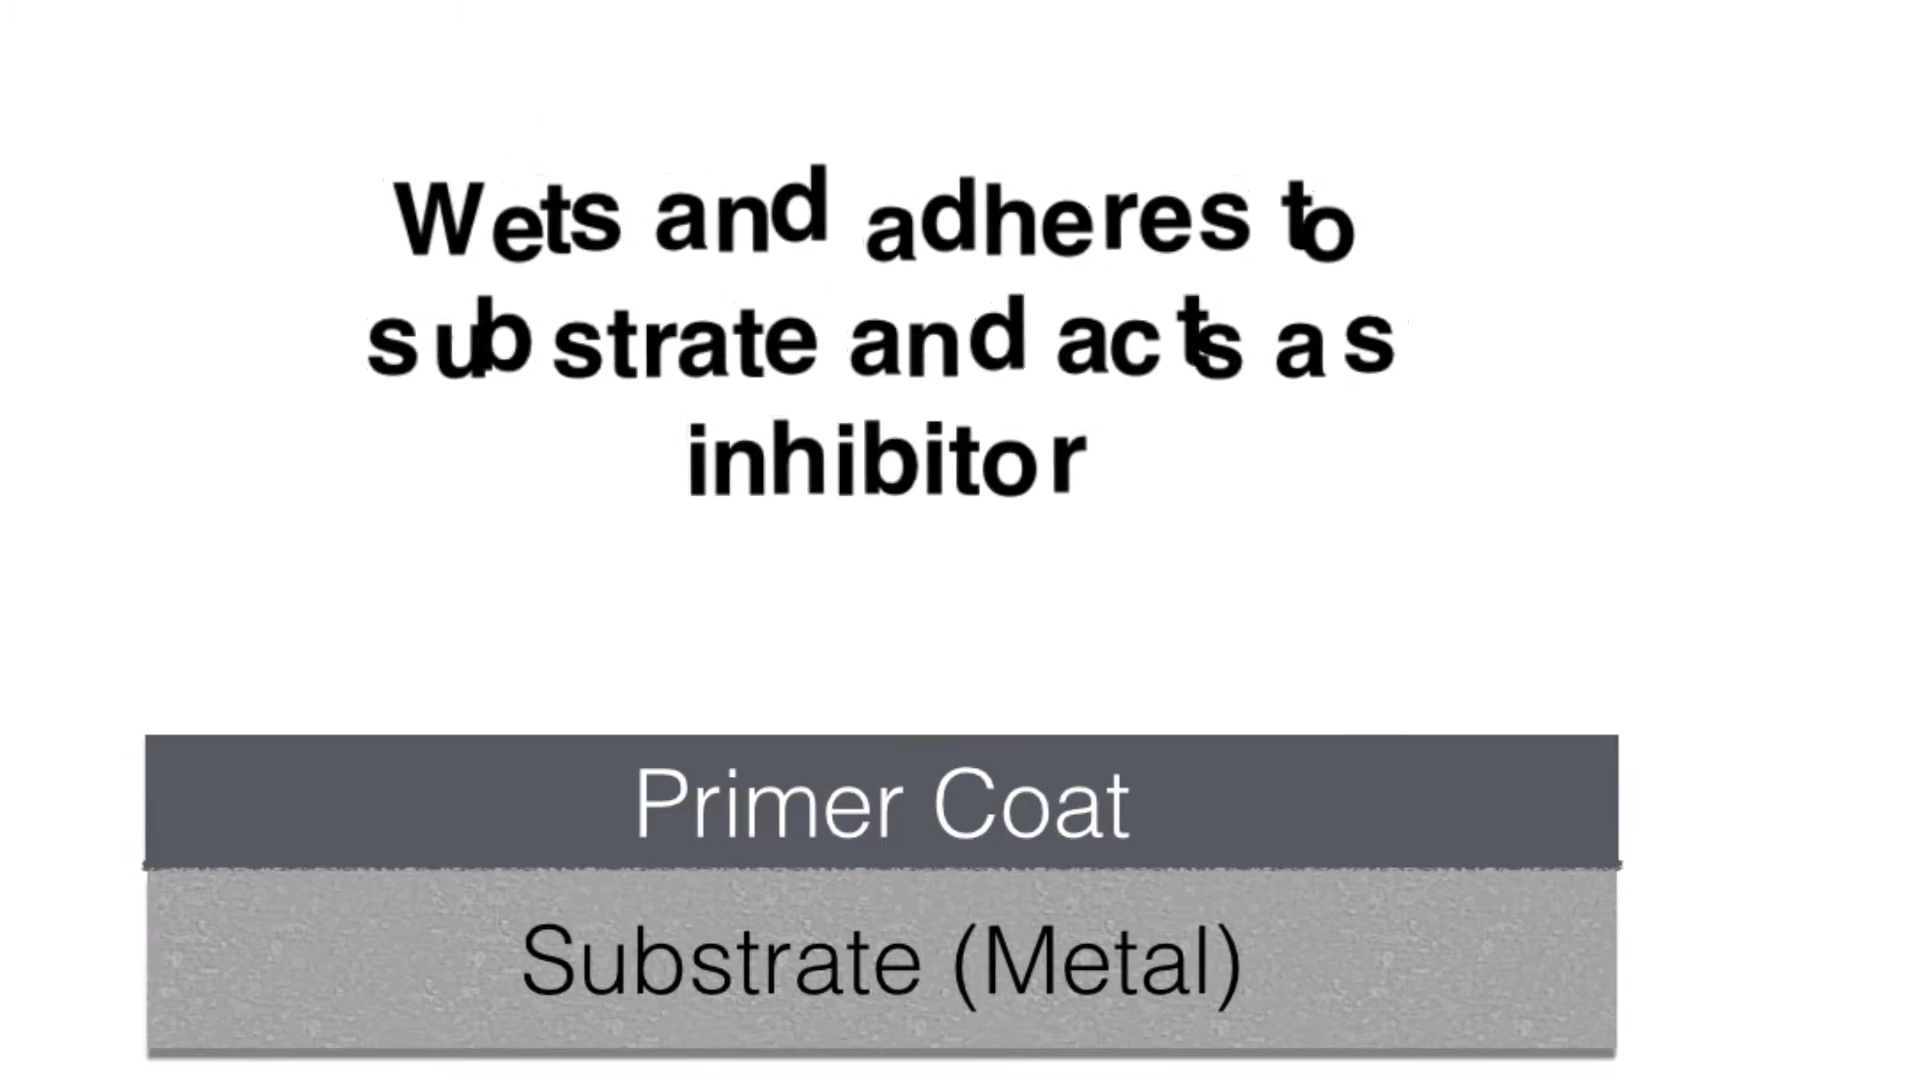 Wets and adheres to
substrate and acts as
inhibitor
Primer Coat
Substrate (Metal)